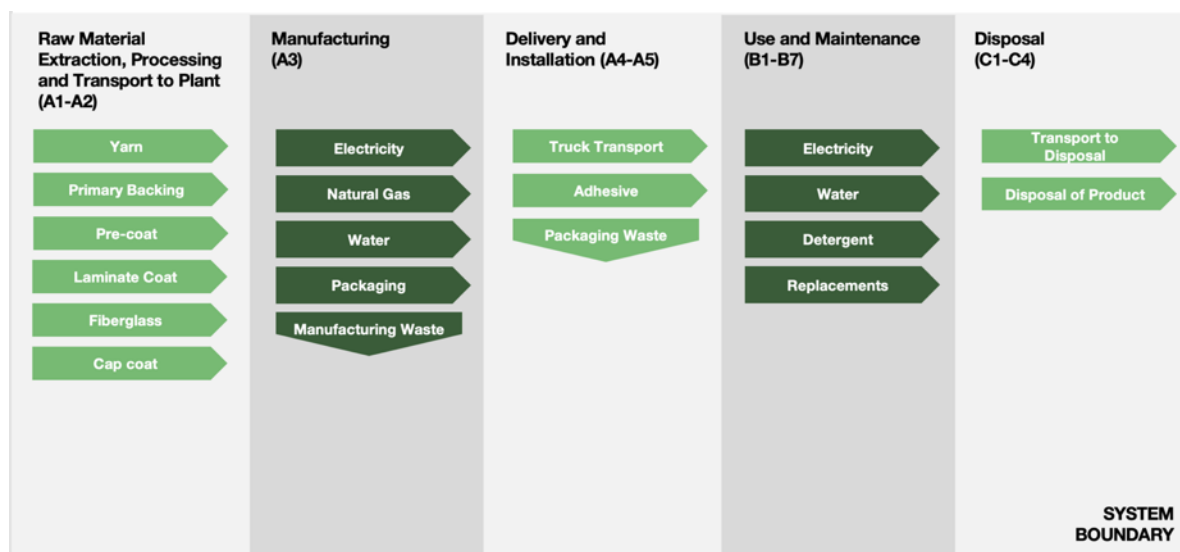 Raw Material
Extraction, Processing
and Transport to Plant
(A1-A2)
Yarn
Primary Backing
Pre-coat
Laminate Coat
Fiberglass
Cap coat
Manufacturing
(A3)
Electricity
Natural Gas
Water
Packaging
Manufacturing Waste
Delivery and
Installation (A4-A5)
Truck Transport
Adhesive
Packaging Waste
Use and Maintenance
(B1-B7)
Electricity
Water
Detergent
Replacements
Disposal
(C1-C4)
Transport to
Disposal
Disposal of Product
SYSTEM
BOUNDARY